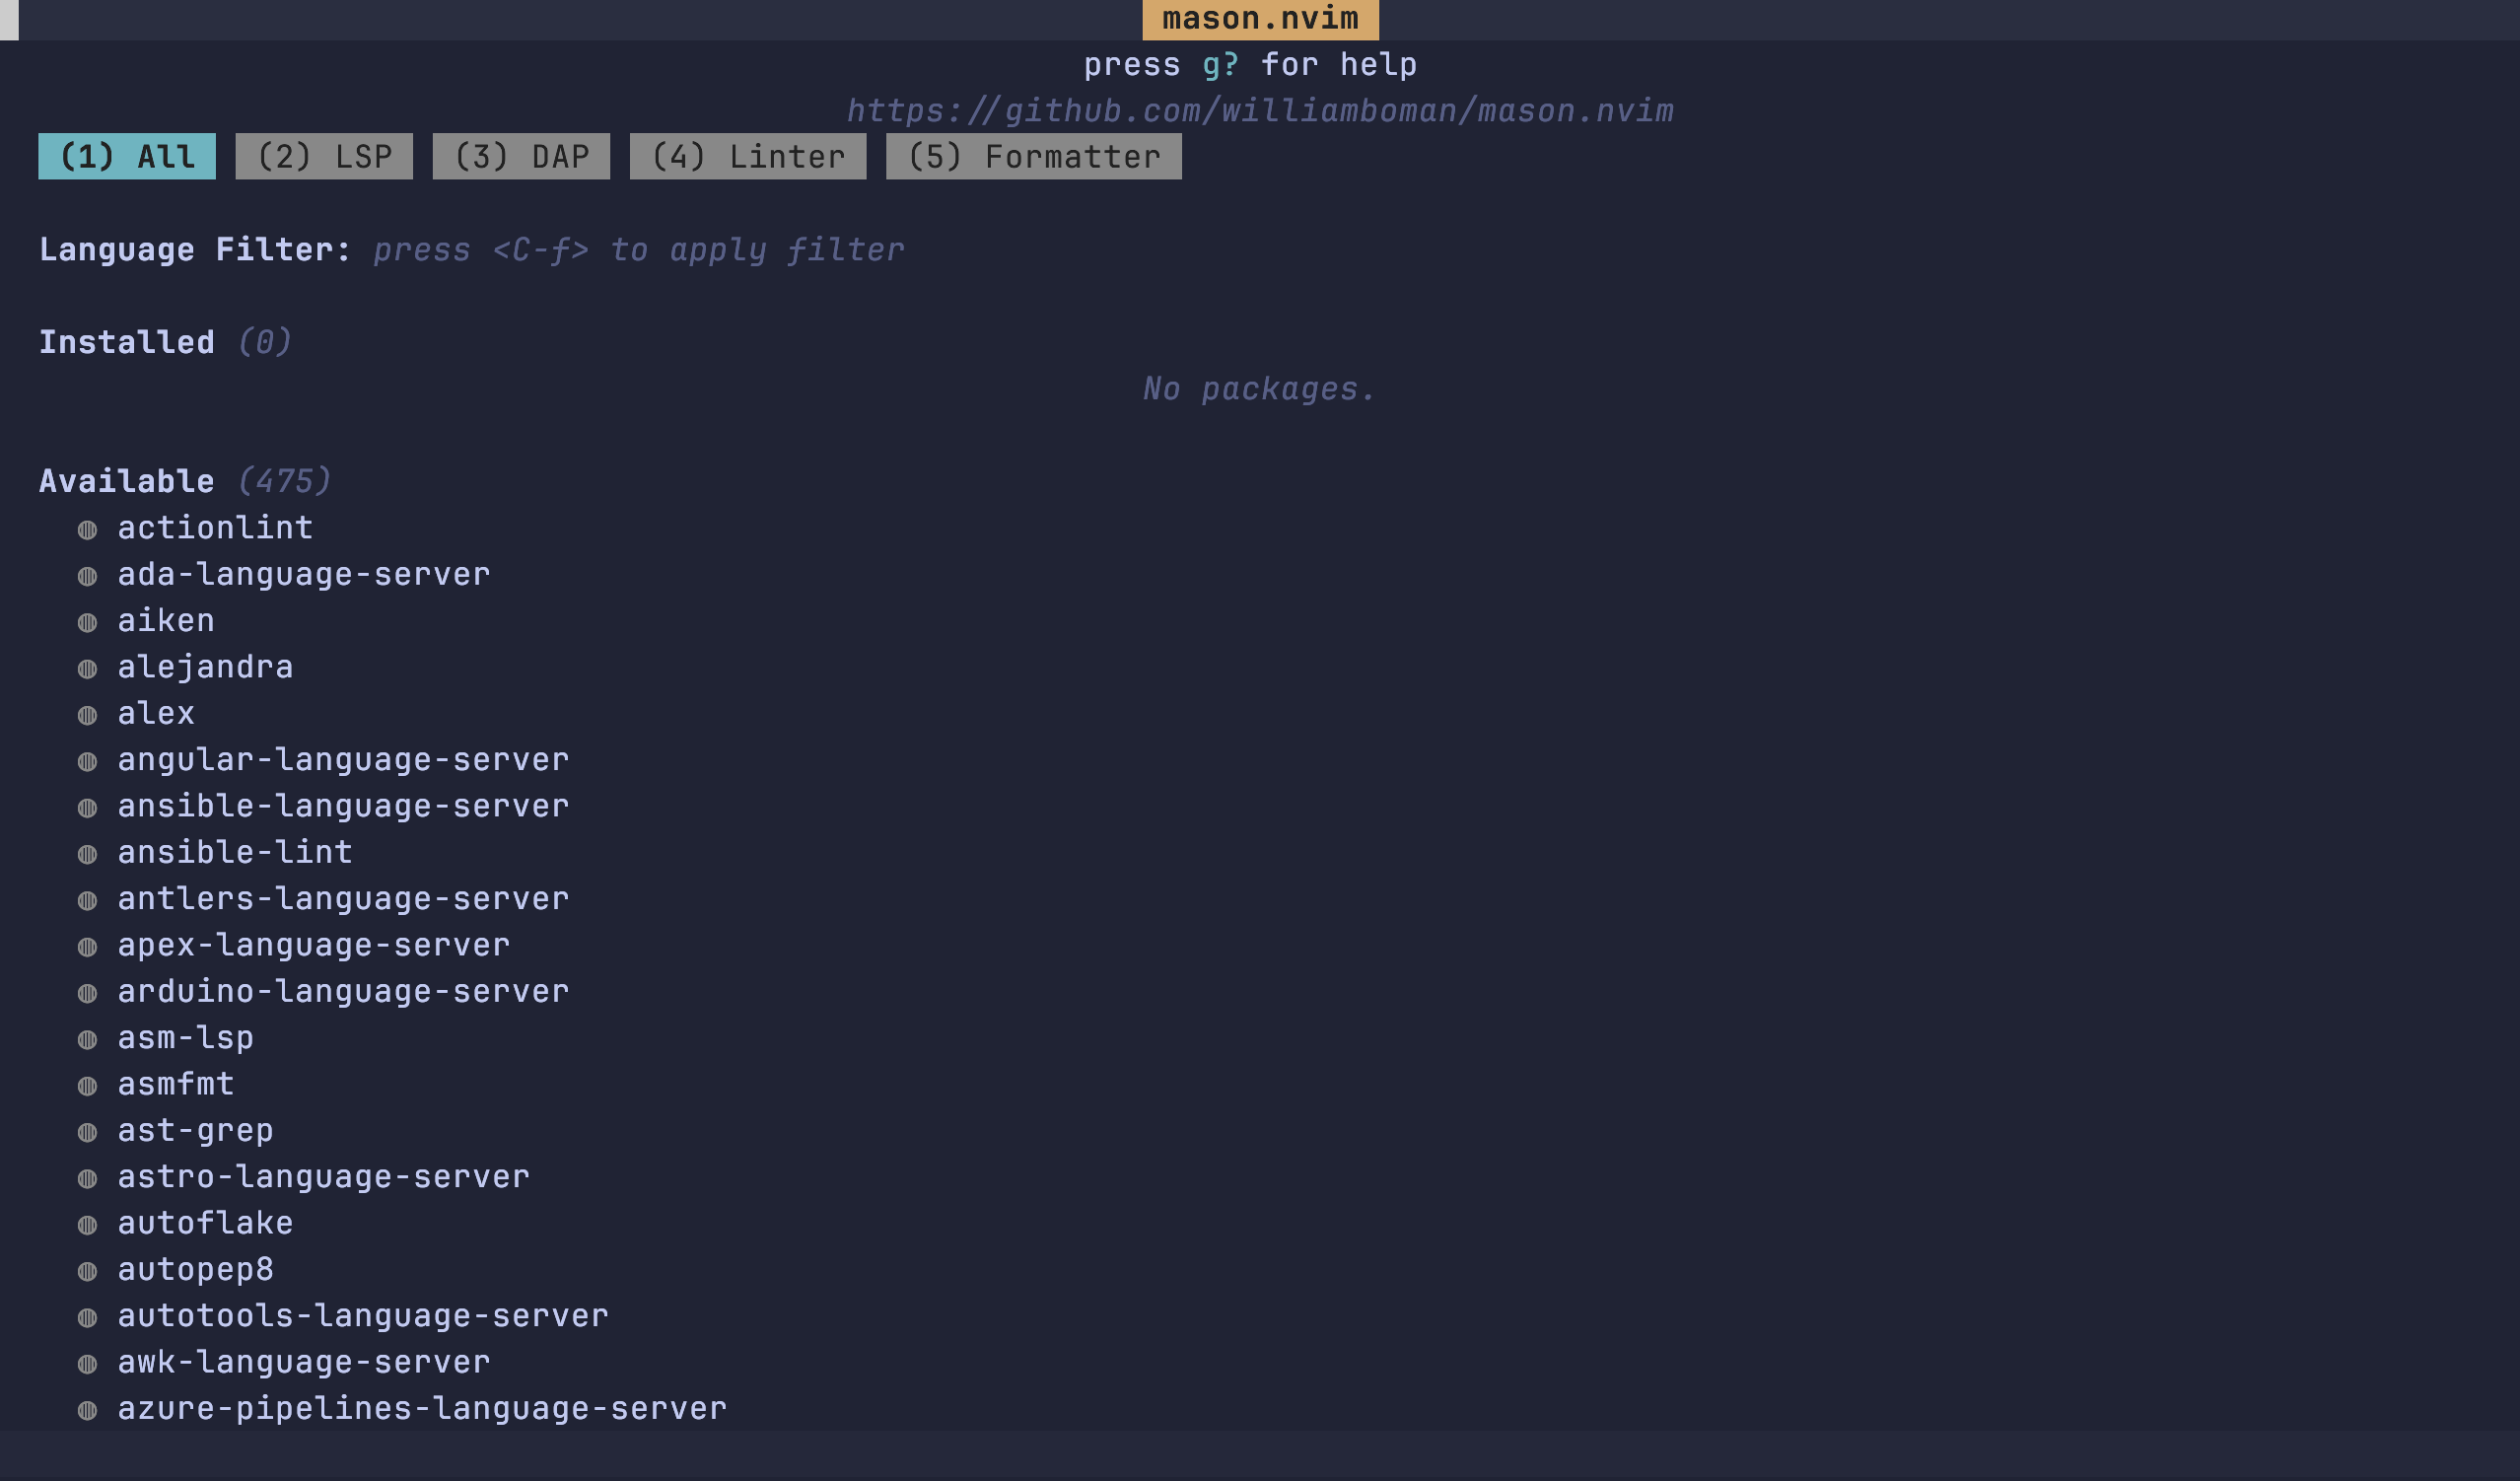 mason.nvim
press g? for help
https://github.com/williamboman/mason.nvim
(1) All (2) LSP (3) DAP (4) Linter (5) Formatter
Language Filter: press <C-f> to apply filter
Installed (0)
No packages.
Available (475)
◍ actionlint
◍ ada-language-server
◍ aiken
◍ alejandra
◍ alex
◍ angular-language-server
◍ ansible-language-server
◍ ansible-lint
◍ antlers-language-server
◍ apex-language-server
◍ arduino-language-server
◍ asm-lsp
◍ asmfmt
◍ ast-grep
◍ astro-language-server
◍ autoflake
◍ autopep8
◍ autotools-language-server
◍ awk-language-server
◍ azure-pipelines-language-server